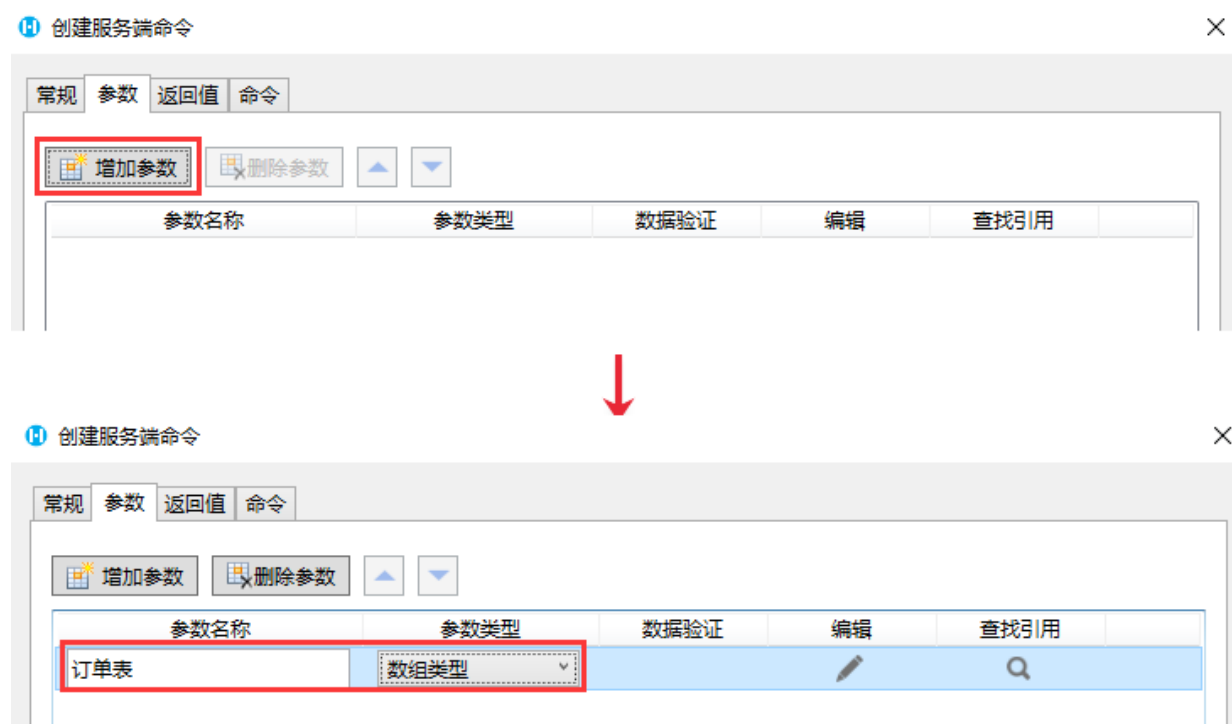 创建服务端命令
常规 参数 返回值 命令
增加参数 删除参数
参数名称 参数类型 数据验证 编辑 查找引用
创建服务端命令
常规 参数 返回值 命令
增加参数 删除参数
参数名称 参数类型 数据验证 编辑 查找引用
订单表 数组类型